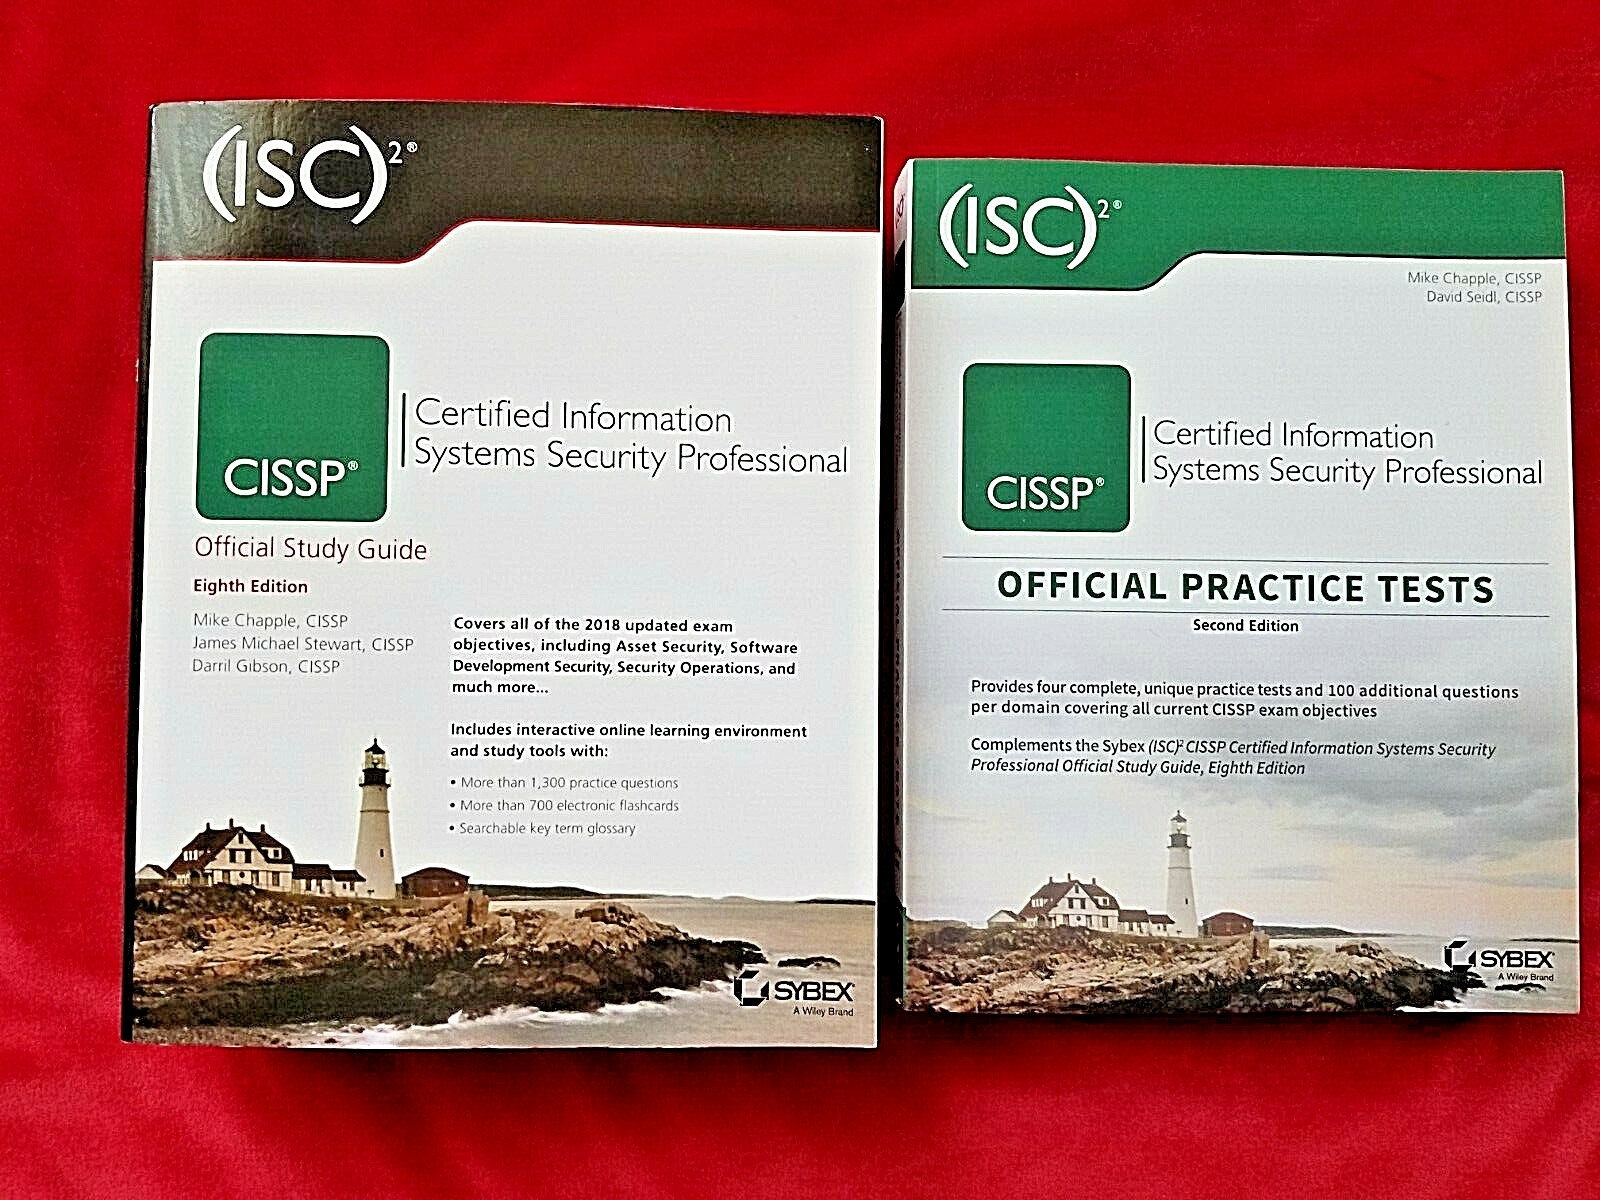 (ISC)²®
CISSP®
Certified Information
Systems Security Professional
Official Study Guide
Eighth Edition
Mike Chapple, CISSP
James Michael Stewart, CISSP
Darril Gibson, CISSP
Covers all of the 2018 updated exam
objectives, including Asset Security, Software
Development Security, Security Operations, and
much more...
Includes interactive online learning environment
and study tools with:
• More than 1,300 practice questions
• More than 700 electronic flashcards
• Searchable key term glossary
SYBEX®
A Wiley Brand
(ISC)²®
Mike Chapple, CISSP
David Seidl, CISSP
CISSP®
Certified Information
Systems Security Professional
OFFICIAL PRACTICE TESTS
Second Edition
Provides four complete, unique practice tests and 100 additional questions
per domain covering all current CISSP exam objectives
Complements the Sybex (ISC)² CISSP Certified Information Systems Security
Professional Official Study Guide, Eighth Edition
SYBEX®
A Wiley Brand